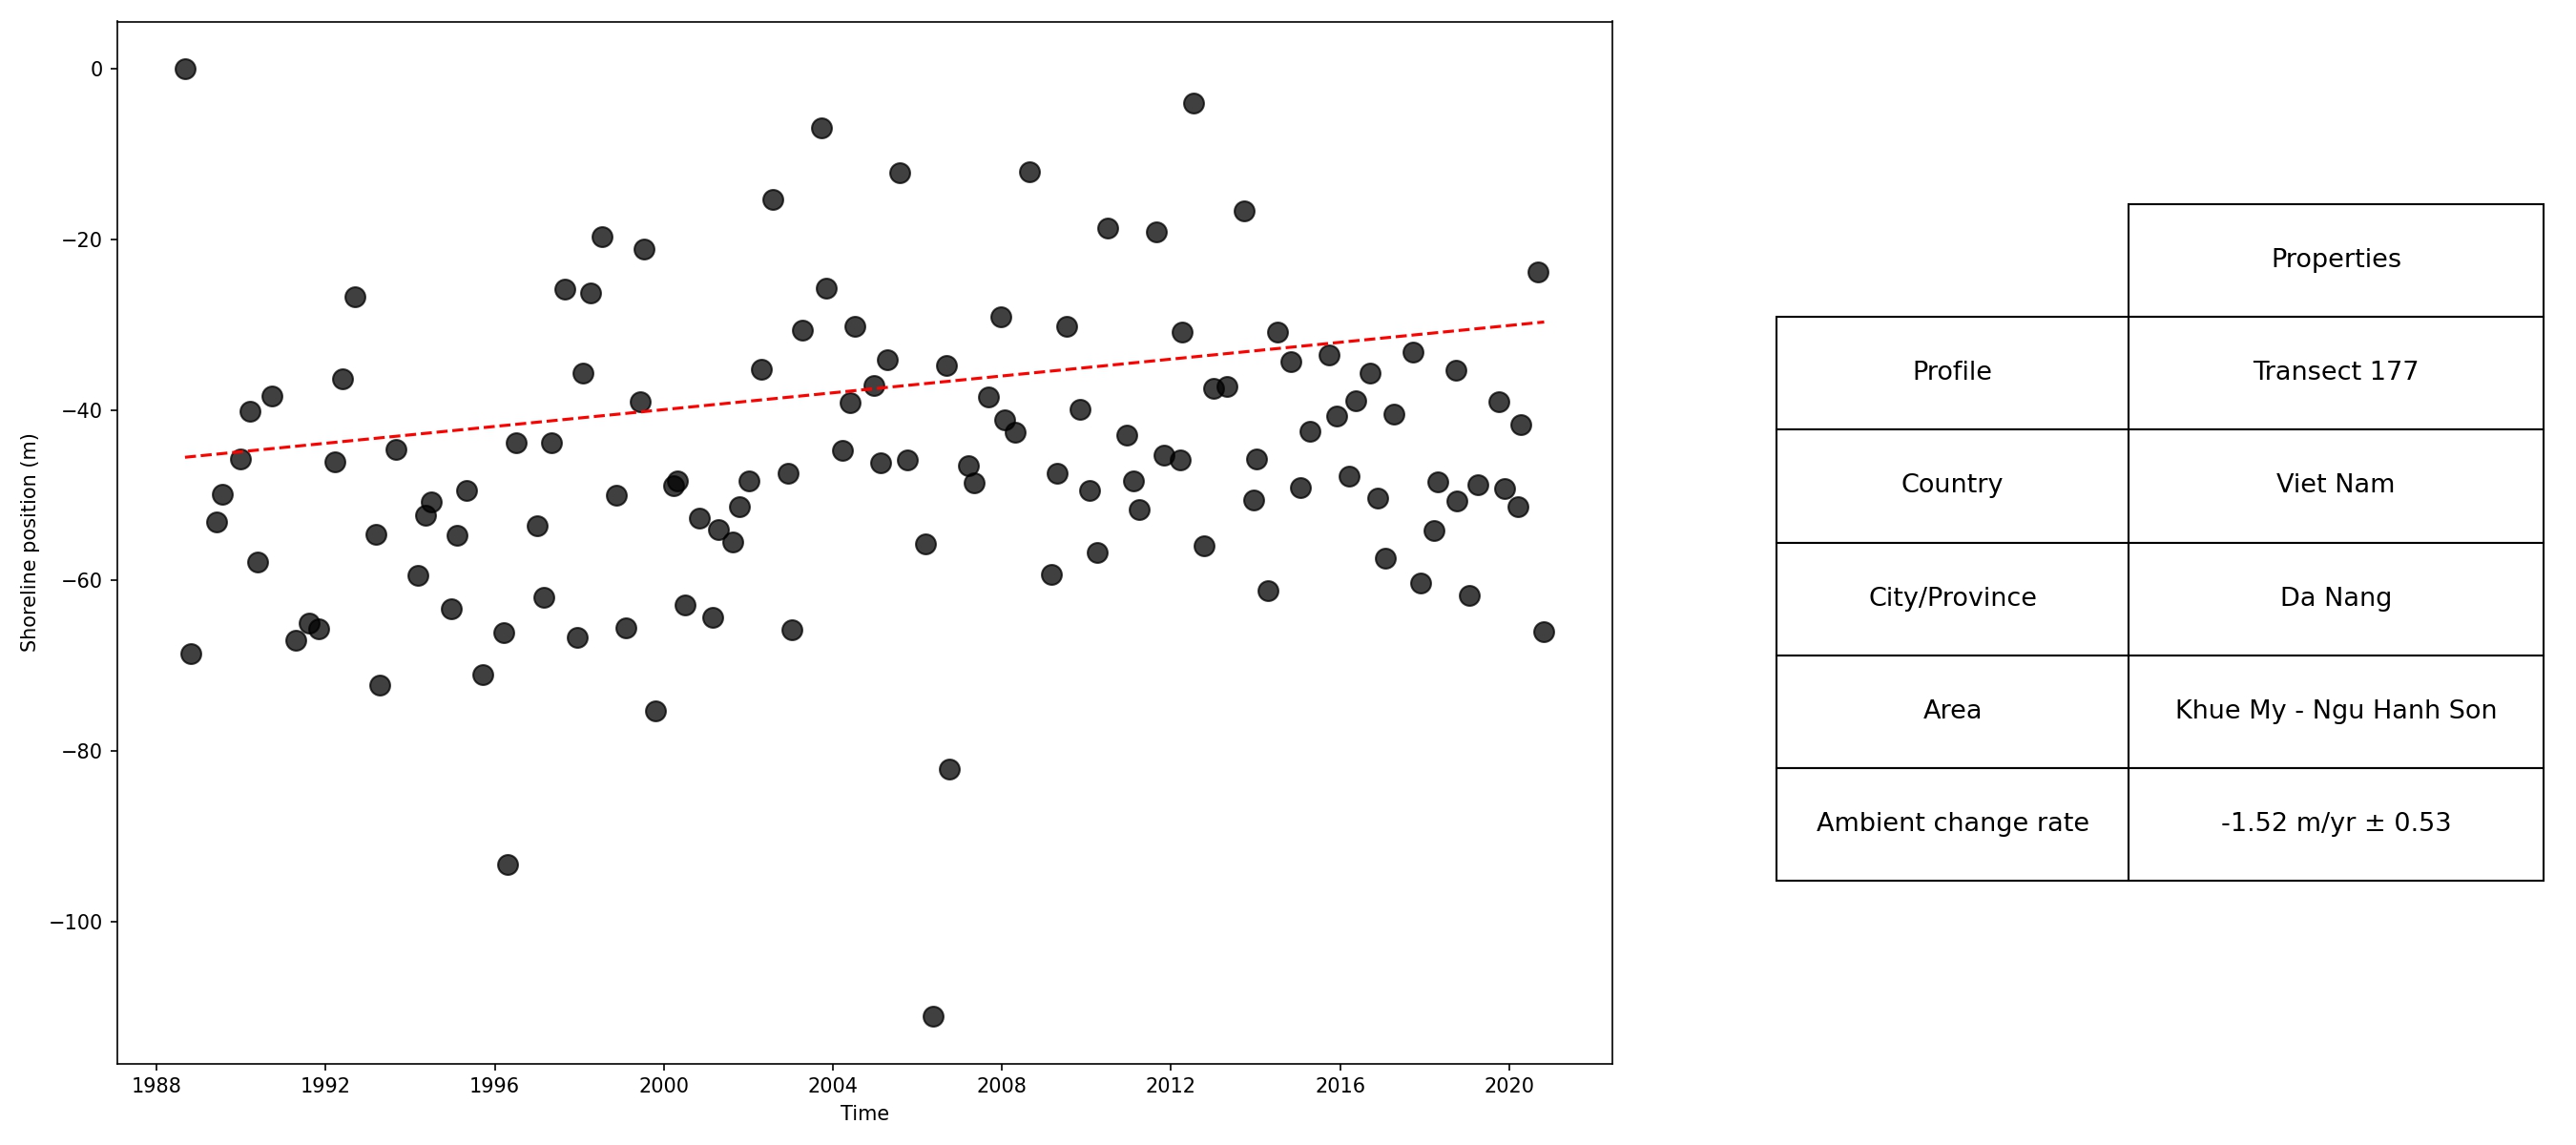 0
−20
−40
−60
−80
−100
Shoreline position (m)
1988 1992 1996 2000 2004 2008 2012 2016 2020
Time
Properties
Profile Transect 177
Country Viet Nam
City/Province Da Nang
Area Khue My - Ngu Hanh Son
Ambient change rate -1.52 m/yr ± 0.53